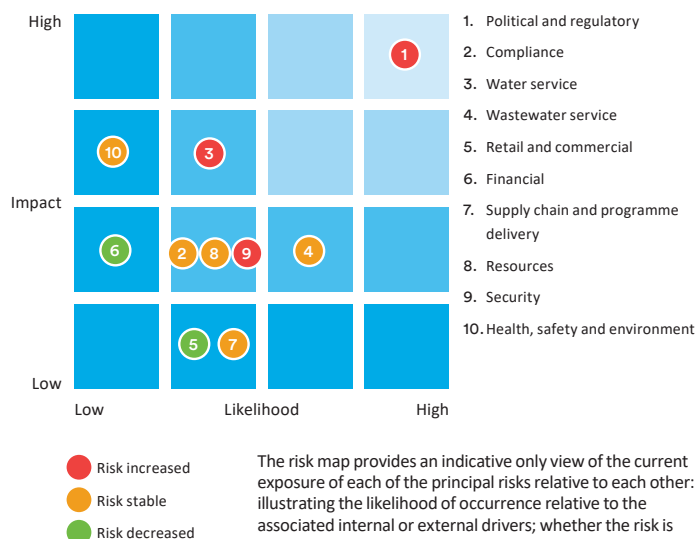 High
1
10
3
Impact
6
2
8
9
4
5
7
Low
Low
Likelihood
High
1. Political and regulatory
2. Compliance
3. Water service
4. Wastewater service
5. Retail and commercial
6. Financial
7. Supply chain and programme
delivery
8. Resources
9. Security
10. Health, safety and environment
Risk increased
Risk stable
Risk decreased
The risk map provides an indicative only view of the current
exposure of each of the principal risks relative to each other:
illustrating the likelihood of occurrence relative to the
associated internal or external drivers; whether the risk is